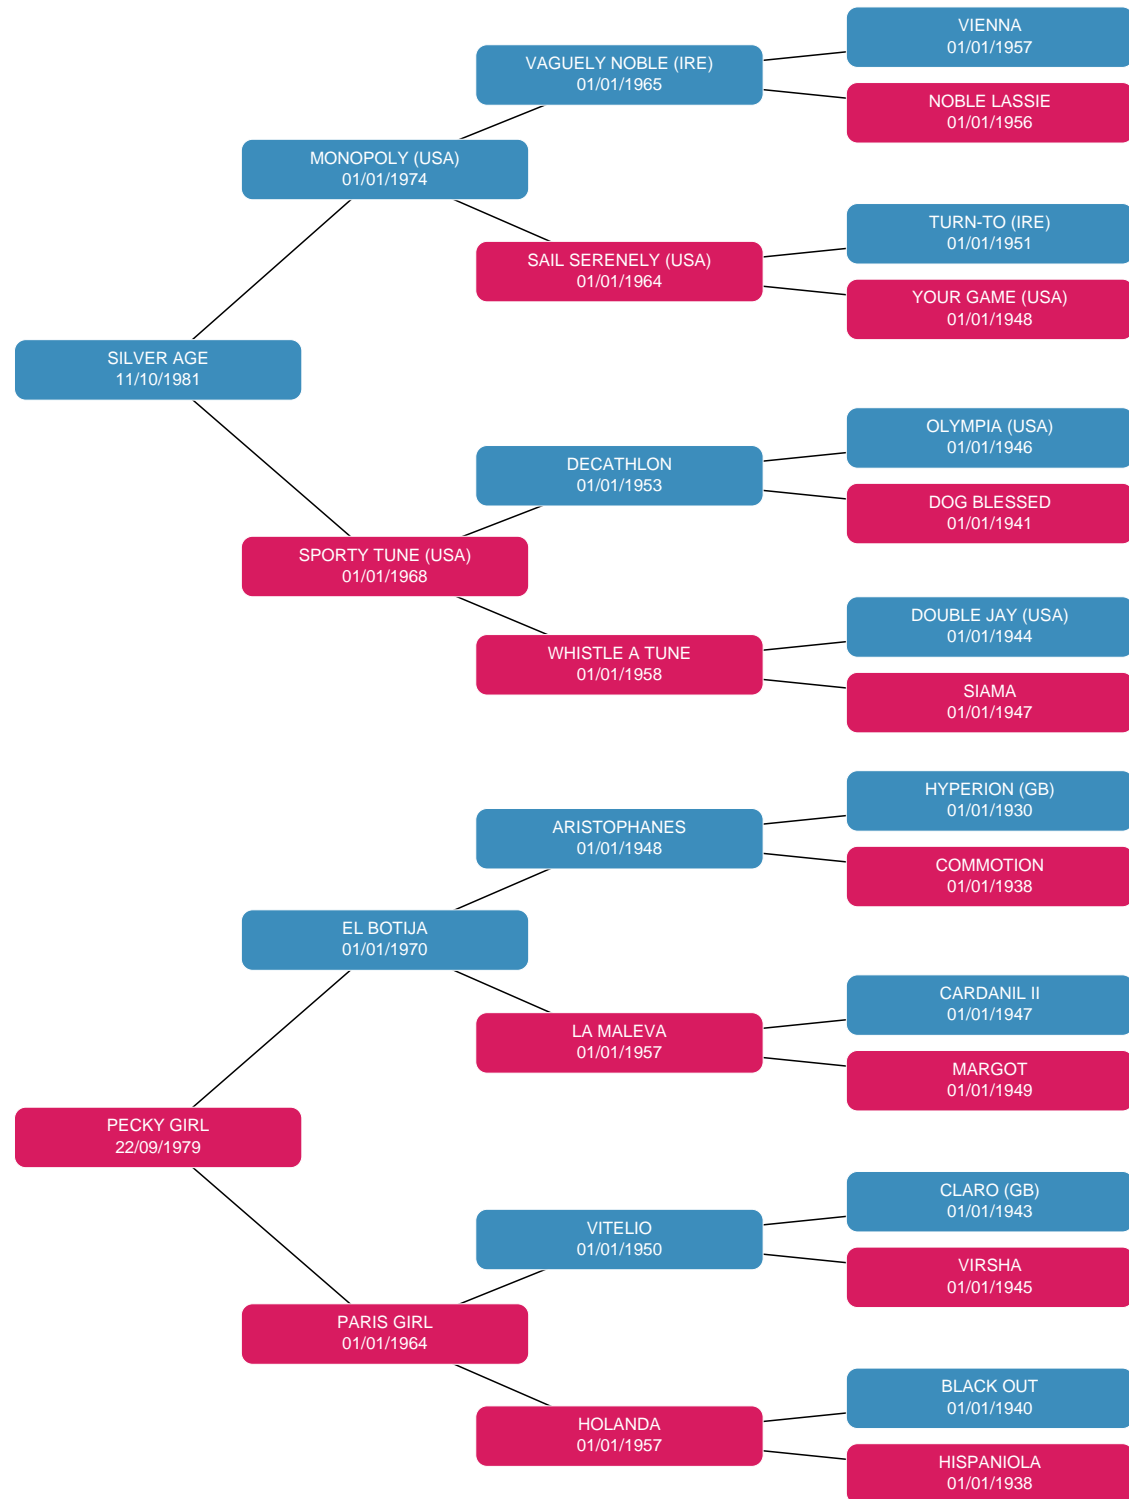 VIENNA
01/01/1957
VAGUELY NOBLE (IRE)
01/01/1965
NOBLE LASSIE
01/01/1956
MONOPOLY (USA)
01/01/1974
TURN-TO (IRE)
01/01/1951
SAIL SERENELY (USA)
01/01/1964
YOUR GAME (USA)
01/01/1948
SILVER AGE
11/10/1981
OLYMPIA (USA)
01/01/1946
DECATHLON
01/01/1953
DOG BLESSED
01/01/1941
SPORTY TUNE (USA)
01/01/1968
DOUBLE JAY (USA)
01/01/1944
WHISTLE A TUNE
01/01/1958
SIAMA
01/01/1947
HYPERION (GB)
01/01/1930
ARISTOPHANES
01/01/1948
COMMOTION
01/01/1938
EL BOTIJA
01/01/1970
CARDANIL II
01/01/1947
LA MALEVA
01/01/1957
MARGOT
01/01/1949
PECKY GIRL
22/09/1979
CLARO (GB)
01/01/1943
VITELIO
01/01/1950
VIRSHA
01/01/1945
PARIS GIRL
01/01/1964
BLACK OUT
01/01/1940
HOLANDA
01/01/1957
HISPANIOLA
01/01/1938